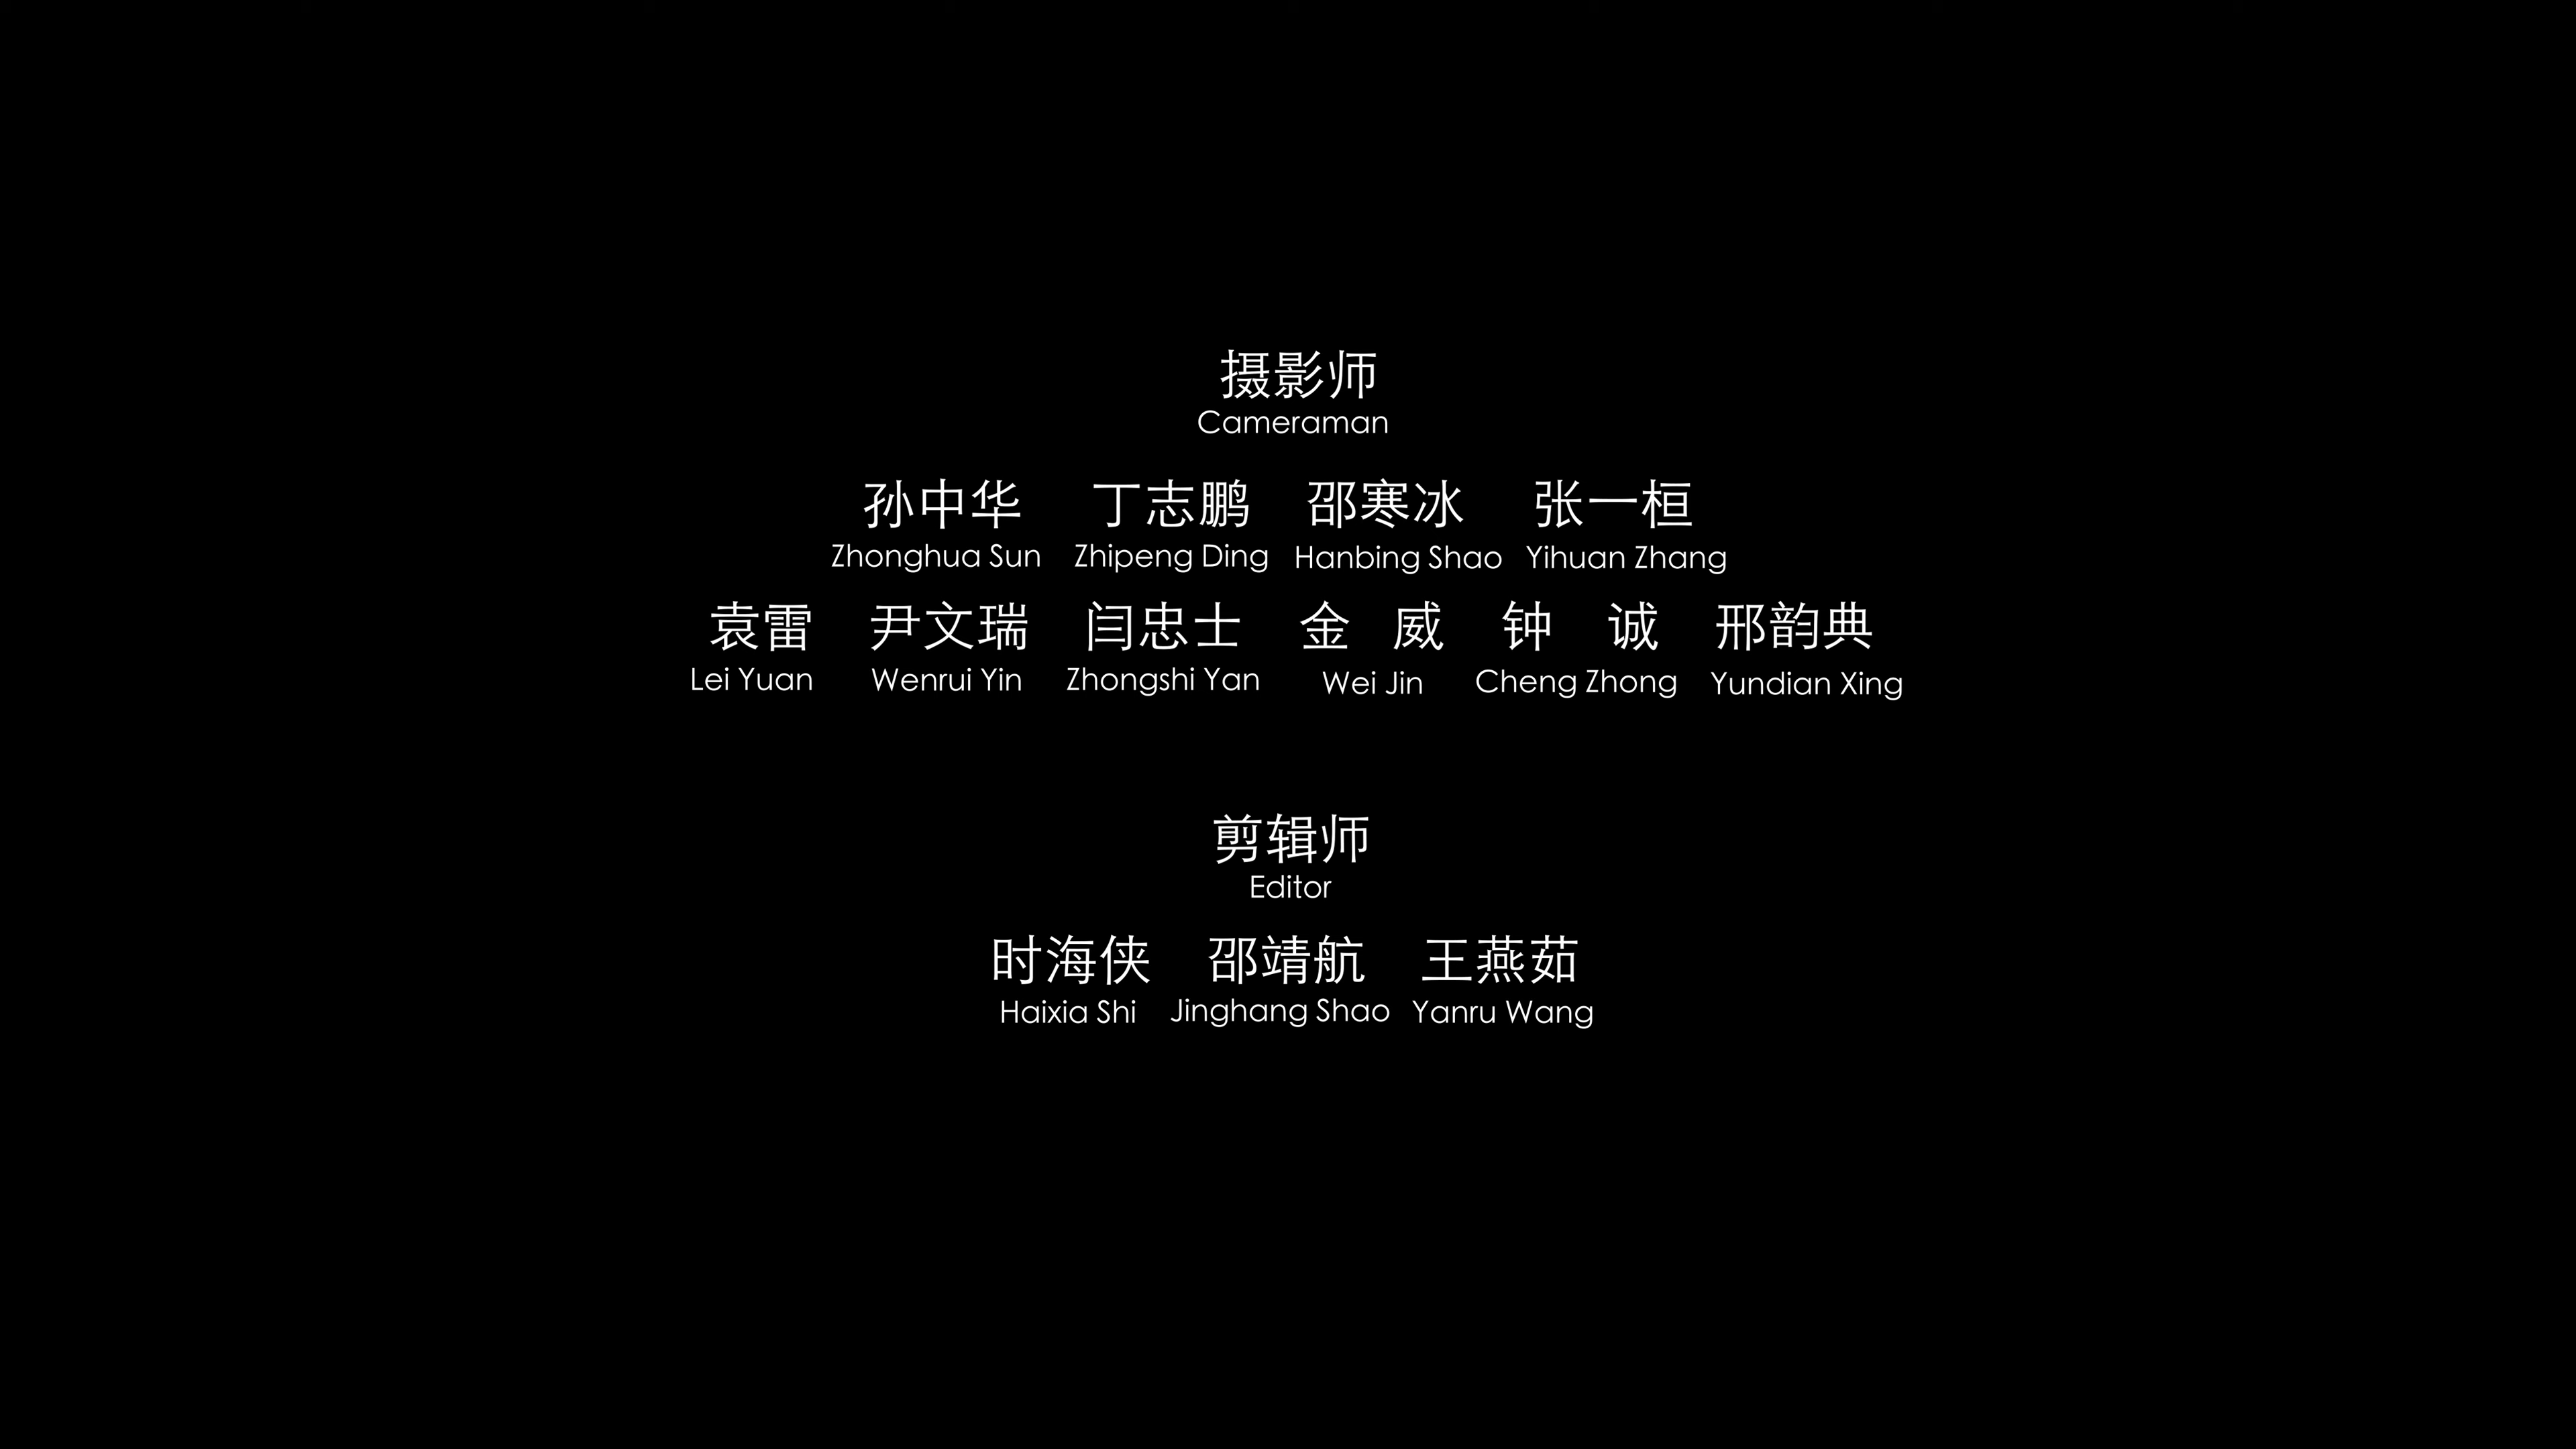 摄影师
Cameraman
孙中华 丁志鹏 邵寒冰 张一桓
Zhonghua Sun Zhipeng Ding Hanbing Shao Yihuan Zhang
袁雷 尹文瑞 闫忠士 金 威 钟 诚 邢韵典
Lei Yuan Wenrui Yin Zhongshi Yan Wei Jin Cheng Zhong Yundian Xing
剪辑师
Editor
时海侠 邵靖航 王燕茹
Haixia Shi Jinghang Shao Yanru Wang